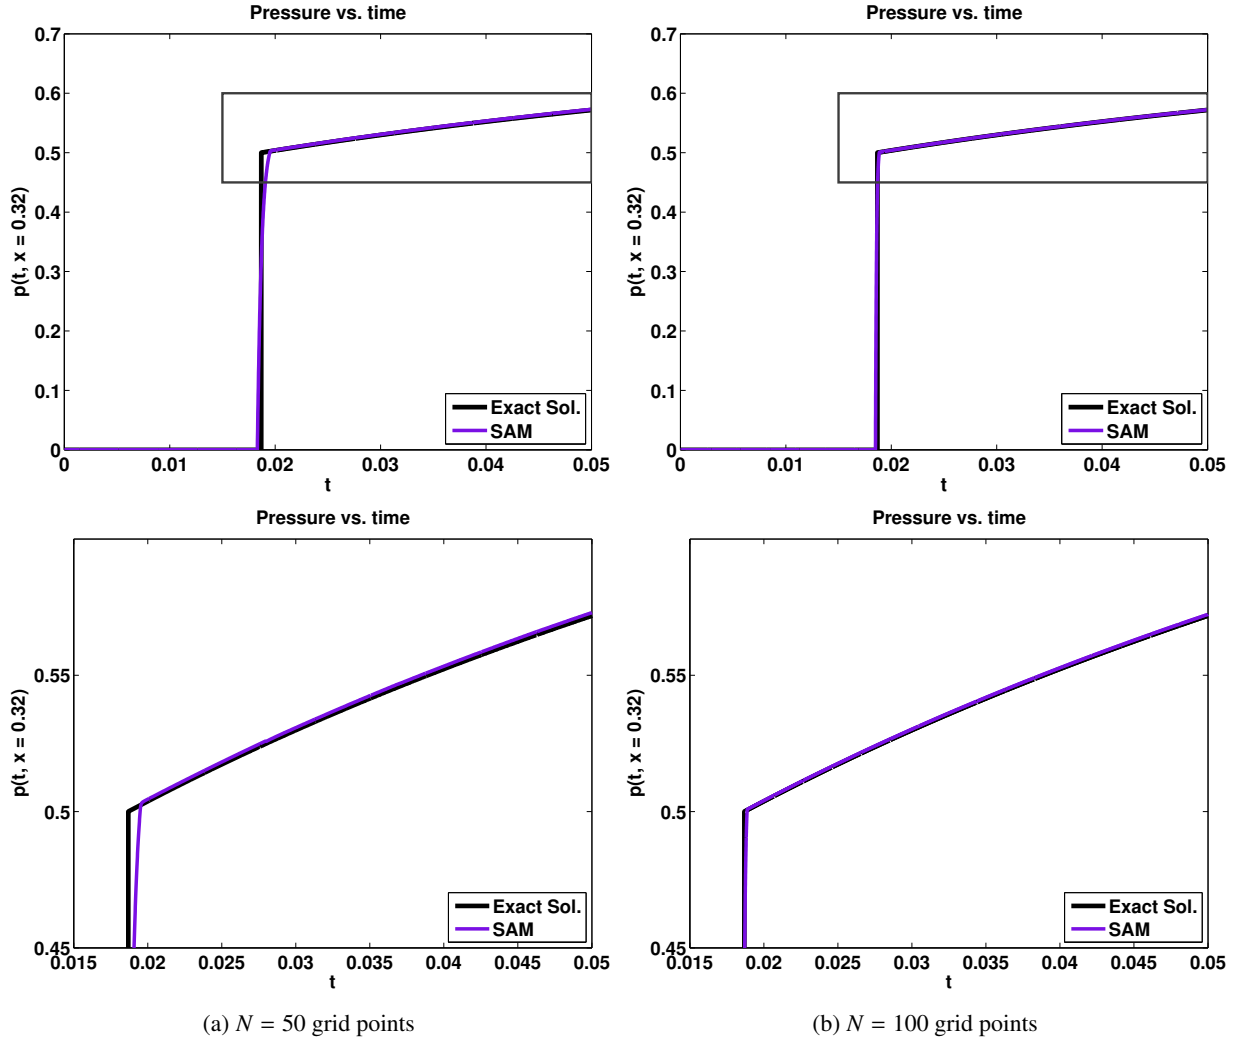 Pressure vs. time
0.7
0.6
0.5
0.4
0.3
0.2
0.1
0
p(t, x = 0.32)
Exact Sol.
SAM
0 0.01 0.02 0.03 0.04 0.05
t
Pressure vs. time
0.7
0.6
0.5
0.4
0.3
0.2
0.1
0
p(t, x = 0.32)
Exact Sol.
SAM
0 0.01 0.02 0.03 0.04 0.05
t
Pressure vs. time
0.55
0.5
0.45
p(t, x = 0.32)
Exact Sol.
SAM
0.015 0.02 0.025 0.03 0.035 0.04 0.045 0.05
t
(a) N = 50 grid points
Pressure vs. time
0.55
0.5
0.45
p(t, x = 0.32)
Exact Sol.
SAM
0.015 0.02 0.025 0.03 0.035 0.04 0.045 0.05
t
(b) N = 100 grid points